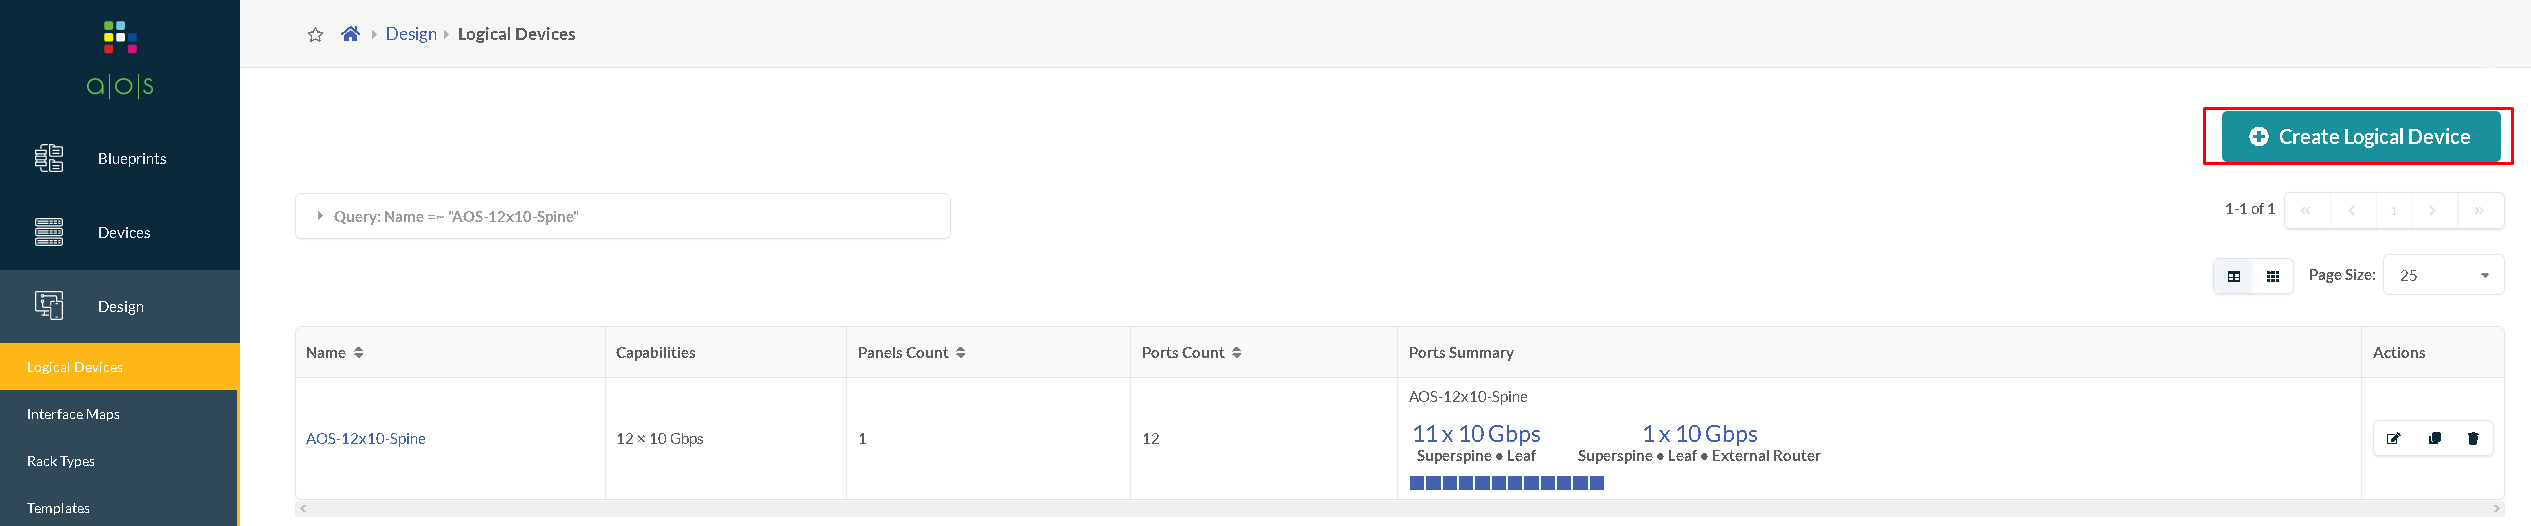 a|o|s
Blueprints
Devices
Design
Logical Devices
Interface Maps
Rack Types
Templates
Design Logical Devices
Create Logical Device
Query: Name =~ "AOS-12x10-Spine"
1-1 of 1 « ‹ 1 › »
Page Size: 25
Name Capabilities Panels Count Ports Count Ports Summary Actions
AOS-12x10-Spine 12 × 10 Gbps 1 12
AOS-12x10-Spine
11 x 10 Gbps 1 x 10 Gbps
Superspine • Leaf Superspine • Leaf • External Router